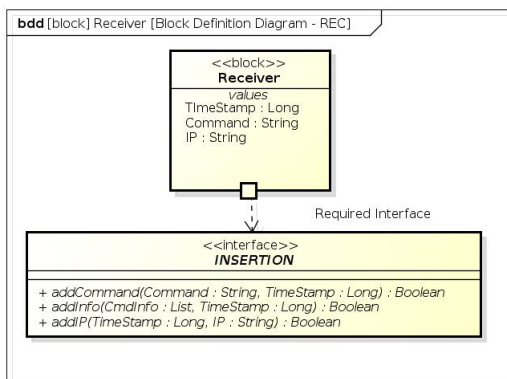 bdd [block] Receiver [Block Definition Diagram - REC]
<<block>>
Receiver
values
TImeStamp : Long
Command : String
IP : String
Required Interface
<<interface>>
INSERTION
+ addCommand(Command : String, TimeStamp : Long) : Boolean
+ addInfo(CmdInfo : List, TimeStamp : Long) : Boolean
+ addIP(TimeStamp : Long, IP : String) : Boolean